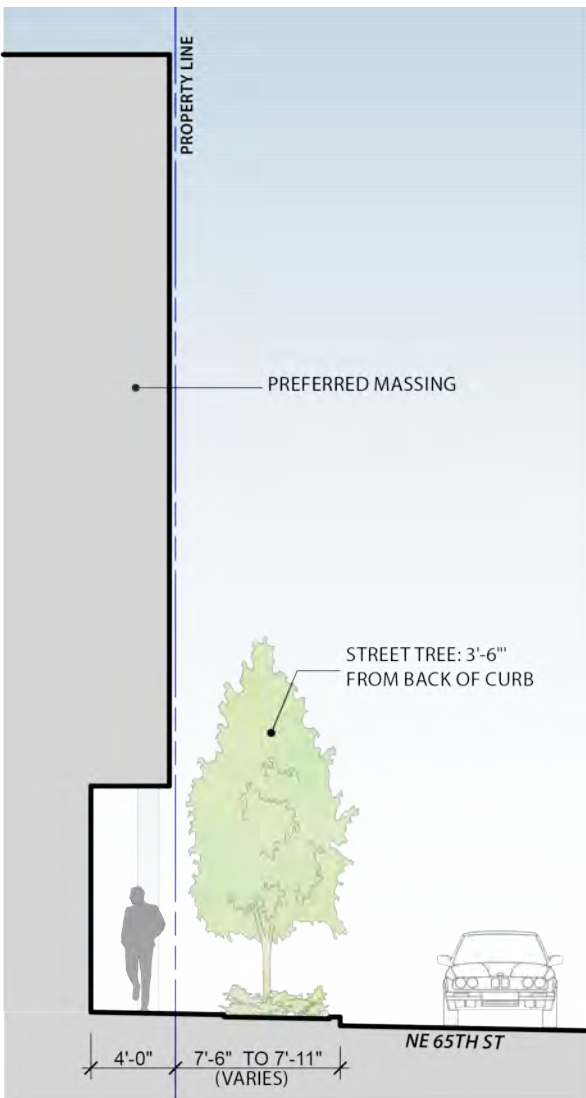 PROPERTY LINE
PREFERRED MASSING
STREET TREE: 3'-6'"
FROM BACK OF CURB
NE 65TH ST
4'-0"
7'-6" TO 7'-11"
(VARIES)